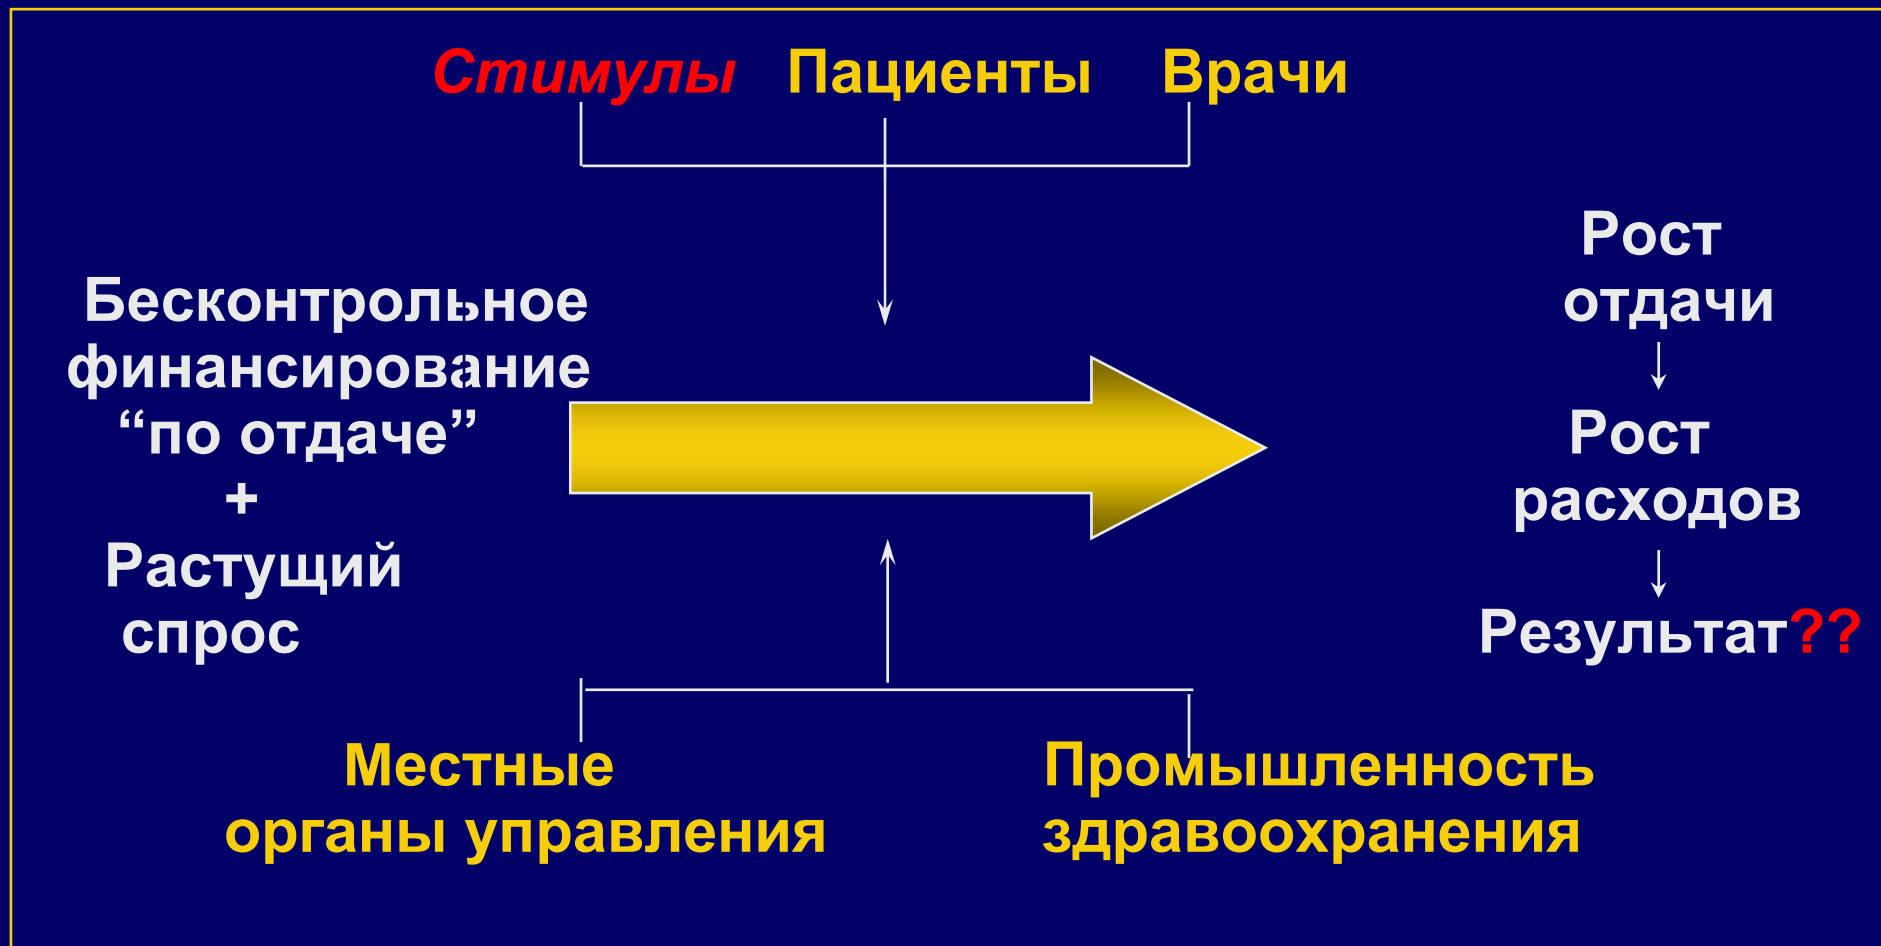 Стимулы Пациенты Врачи
Бесконтрольное
финансирование
“по отдаче”
+
Растущий
спрос
Рост
отдачи
Рост
расходов
Результат??
Местные
органы управления
Промышленность
здравоохранения